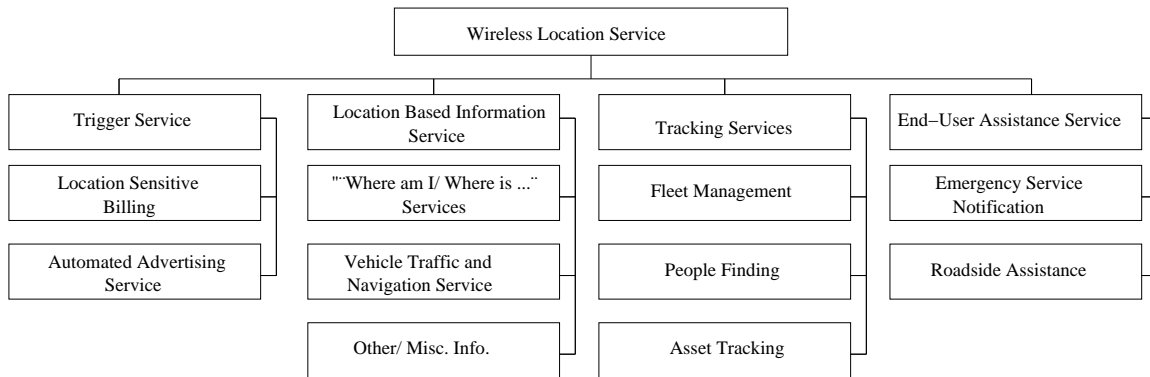 Wireless Location Service
Trigger Service
Location Sensitive
Billing
Automated Advertising
Service
Location Based Information
Service
"¨Where am I/ Where is ...¨
Services
Vehicle Traffic and
Navigation Service
Other/ Misc. Info.
Tracking Services
Fleet Management
People Finding
Asset Tracking
End−User Assistance Service
Emergency Service
Notification
Roadside Assistance